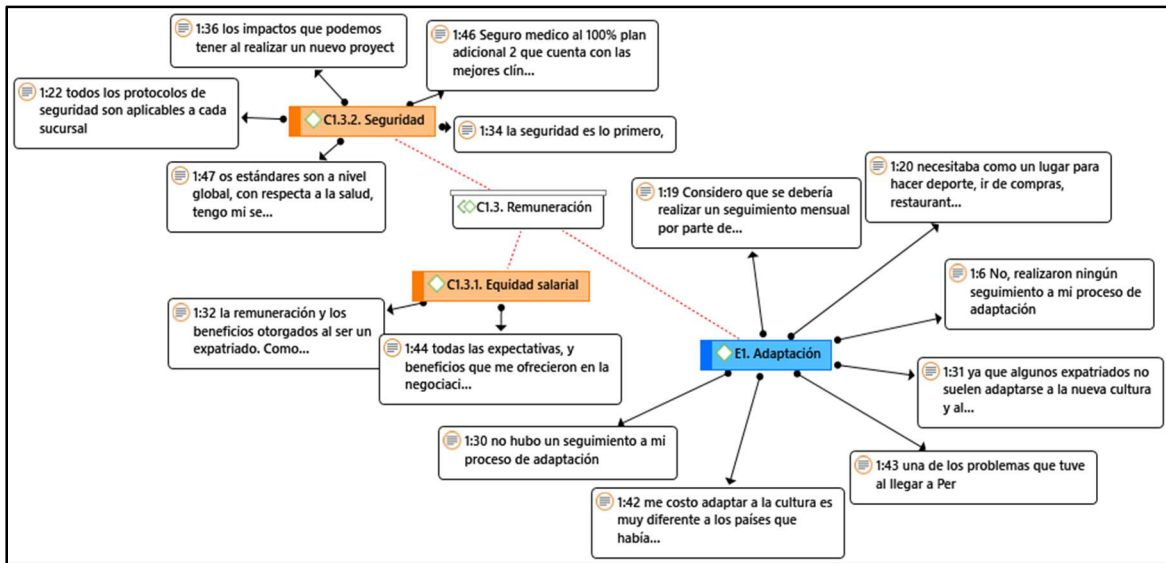 1:36 los impactos que podemos
tener al realizar un nuevo proyect
1:46 Seguro medico al 100% plan
adicional 2 que cuenta con las
mejores clín...
1:22 todos los protocolos de
seguridad son aplicables a cada
sucursal
C1.3.2. Seguridad
1:34 la seguridad es lo primero,
1:47 os estándares son a nivel
global, con respecta a la salud,
tengo mi se...
C1.3. Remuneración
1:19 Considero que se debería
realizar un seguimiento mensual
por parte de...
1:20 necesitaba como un lugar para
hacer deporte, ir de compras,
restaurant...
C1.3.1. Equidad salarial
1:6 No, realizaron ningún
seguimiento a mi proceso de
adaptación
1:32 la remuneración y los
beneficios otorgados al ser un
expatriado. Como...
1:44 todas las expectativas, y
beneficios que me ofrecieron en la
negociaci...
E1. Adaptación
1:31 ya que algunos expatriados no
suelen adaptarse a la nueva cultura
y al...
1:30 no hubo un seguimiento a mi
proceso de adaptación
1:43 una de los problemas que tuve
al llegar a Per
1:42 me costo adaptar a la cultura es
muy diferente a los países que
había...